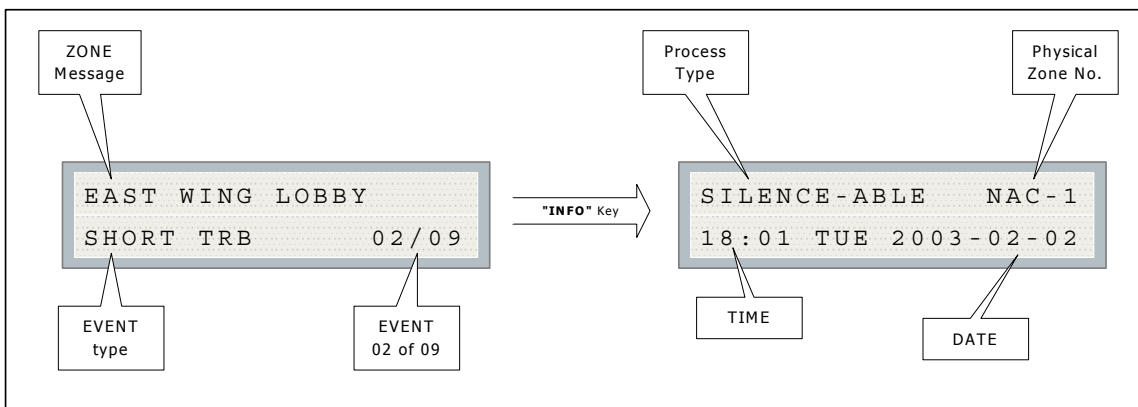 ZONE
Message
Process
Type
Physical
Zone No.
EAST WING LOBBY
SHORT TRB 02/09
"INFO" Key
SILENCE-ABLE NAC-1
18:01 TUE 2003-02-02
EVENT
type
EVENT
02 of 09
TIME
DATE